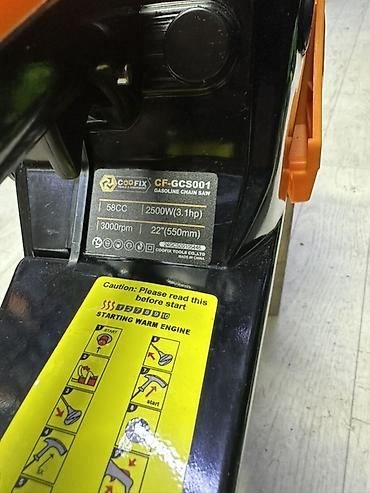 COOFIX CF-GCS001
GASOLINE CHAIN SAW
58CC 2500W(3.1hp)
3000rpm 22"(550mm)
COOFIX TOOLS CO.,LTD
MADE IN CHINA
Caution: Please read this
before start
STARTING WARM ENGINE
START
start